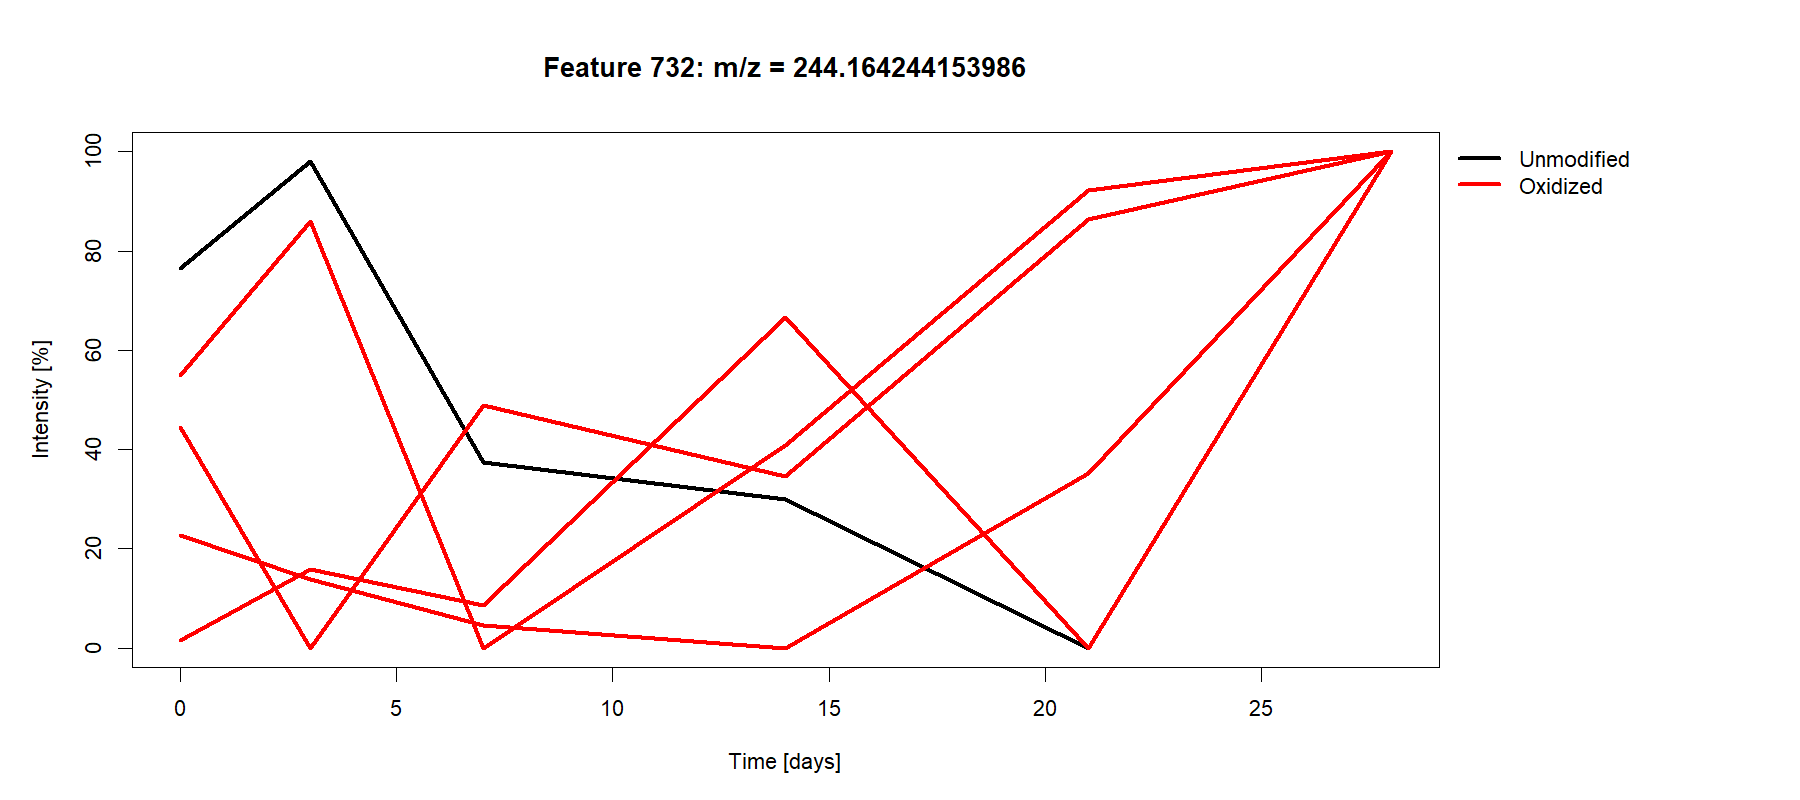 Feature 732: m/z = 244.164244153986
Unmodified
Oxidized
Intensity [%]
100
80
60
40
20
0
0 5 10 15 20 25
Time [days]